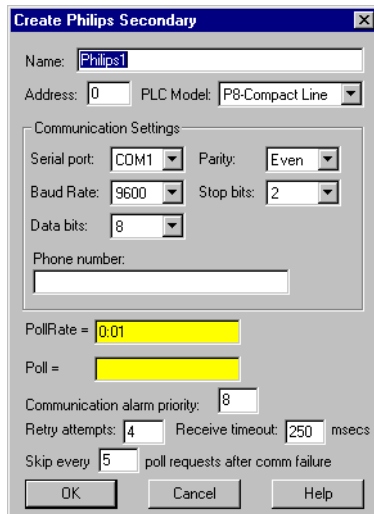 Create Philips Secondary
Name: Philips1
Address: 0 PLC Model: P8-Compact Line
Communication Settings
Serial port: COM1 Parity: Even
Baud Rate: 9600 Stop bits: 2
Data bits: 8
Phone number:
PollRate = 0:01
Poll =
Communication alarm priority: 8
Retry attempts: 4 Receive timeout: 250 msecs
Skip every 5 poll requests after comm failure
OK Cancel Help